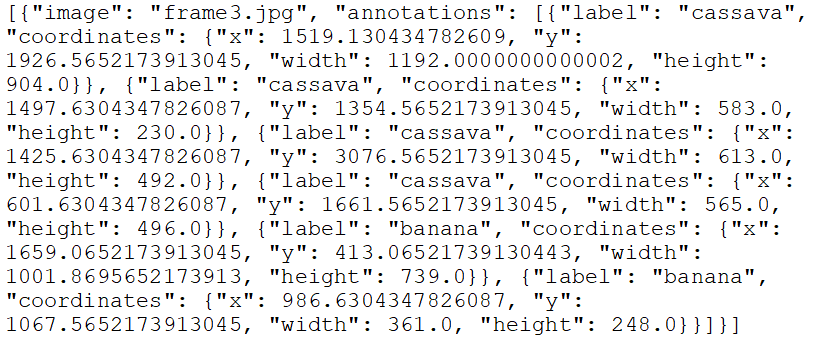 [{"image": "frame3.jpg", "annotations": [{"label": "cassava",
"coordinates": {"x": 1519.130434782609, "y":
1926.5652173913045, "width": 1192.0000000000002, "height":
904.0}}, {"label": "cassava", "coordinates": {"x":
1497.6304347826087, "y": 1354.5652173913045, "width": 583.0,
"height": 230.0}}, {"label": "cassava", "coordinates": {"x":
1425.6304347826087, "y": 3076.5652173913045, "width": 613.0,
"height": 492.0}}, {"label": "cassava", "coordinates": {"x":
601.6304347826087, "y": 1661.5652173913045, "width": 565.0,
"height": 496.0}}, {"label": "banana", "coordinates": {"x":
1659.0652173913045, "y": 413.06521739130443, "width":
1001.8695652173913, "height": 739.0}}, {"label": "banana",
"coordinates": {"x": 986.6304347826087, "y":
1067.5652173913045, "width": 361.0, "height": 248.0}}]}]